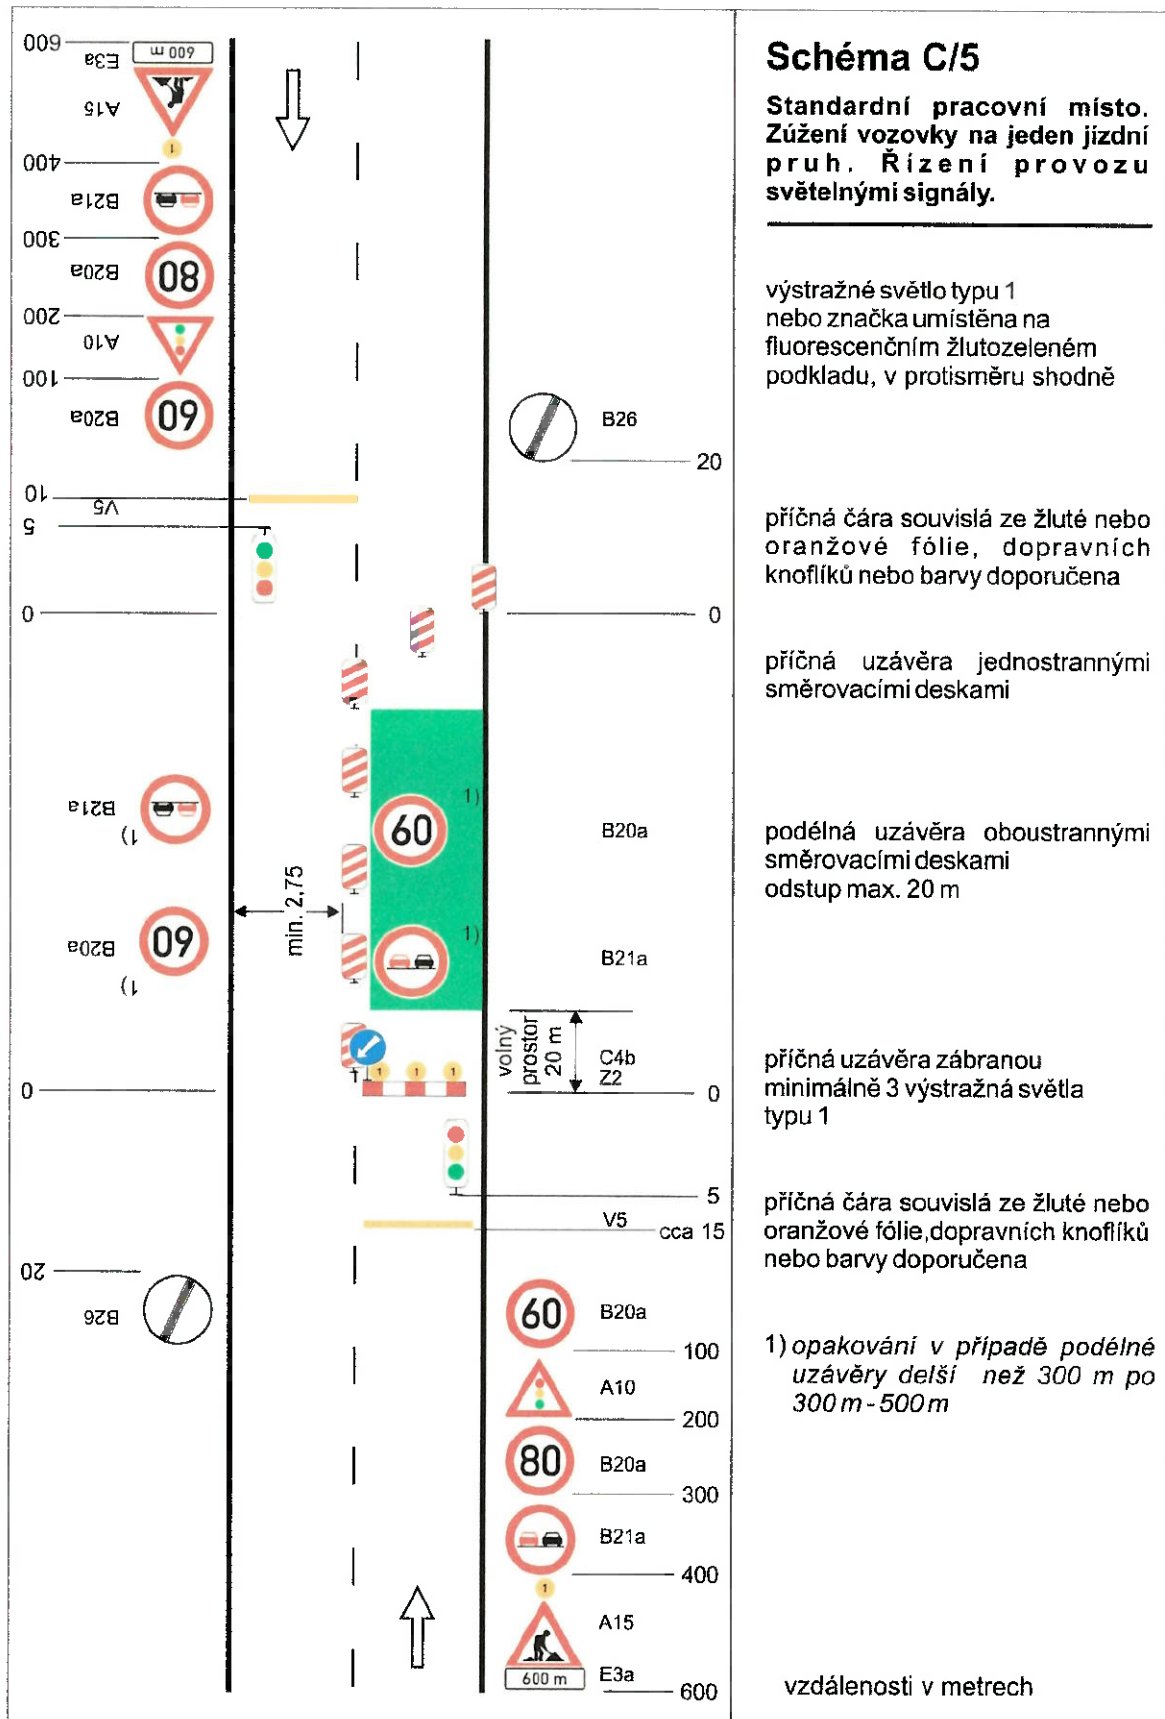 Schéma C/5
Standardní pracovní místo.
Zúžení vozovky na jeden jízdní
pruh. Řízení provozu
světelnými signály.
600
E3a
600 m
A15
1
400
B21a
300
B20a
80
200
A10
100
B20a
60
výstražné světlo typu 1
nebo značka umístěna na
fluorescenčním žlutozeleném
podkladu, v protisměru shodně
B26
20
10
V5
5
příčná čára souvislá ze žluté nebo
oranžové fólie, dopravních
knoflíků nebo barvy doporučena
0
0
příčná uzávěra jednostrannými
směrovacími deskami
B21a
1)
1)
60
B20a
podélná uzávěra oboustrannými
směrovacími deskami
odstup max. 20 m
min. 2,75
B20a
60
1)
1)
B21a
volný
prostor
20 m
C4b
Z2
1
1
1
0
0
příčná uzávěra zábranou
minimálně 3 výstražná světla
typu 1
5
V5
cca 15
příčná čára souvislá ze žluté nebo
oranžové fólie,dopravních knoflíků
nebo barvy doporučena
20
B26
60
B20a
100
1) opakování v případě podélné
uzávěry delší než 300 m po
300 m - 500 m
A10
200
80
B20a
300
B21a
400
1
A15
600 m
E3a
600
vzdálenosti v metrech